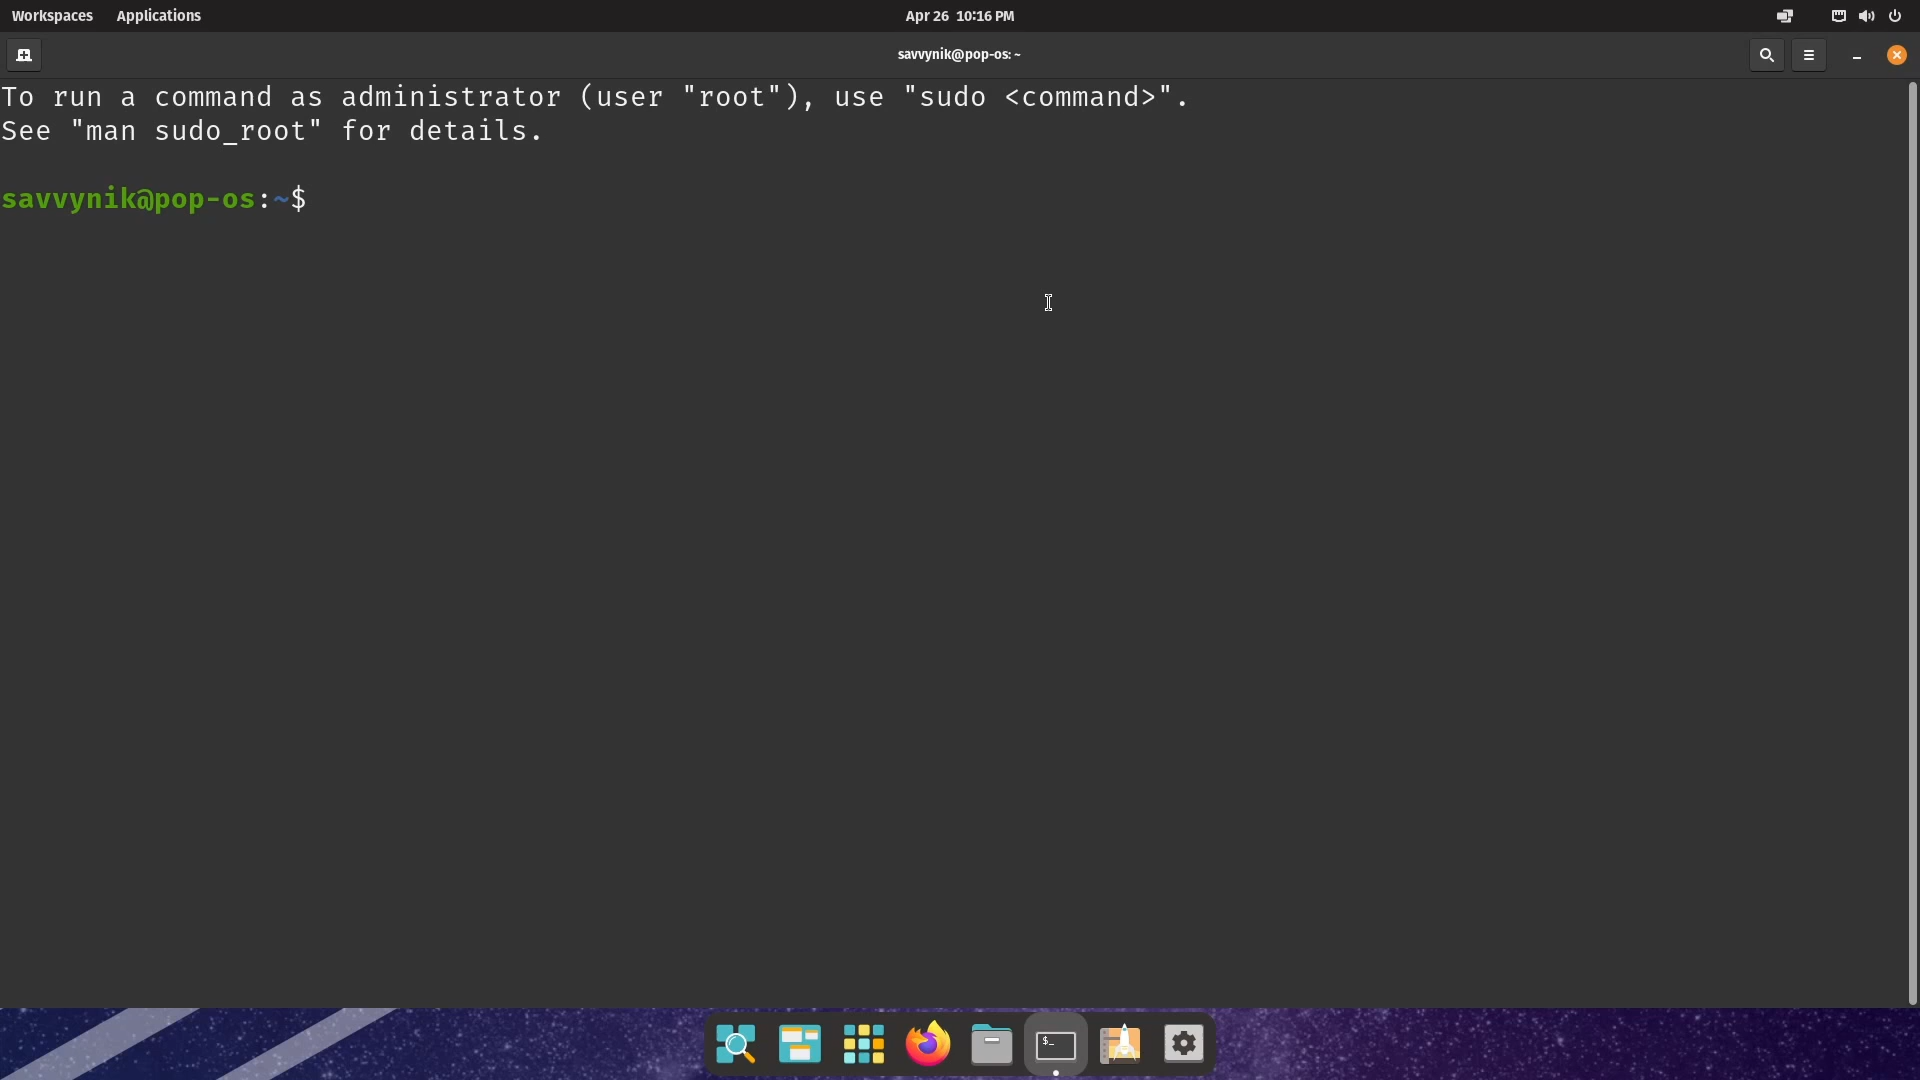 Workspaces Applications Apr 26 10:16 PM
savvynik@pop-os: ~
To run a command as administrator (user "root"), use "sudo <command>".
See "man sudo_root" for details.
savvynik@pop-os:~$
$_